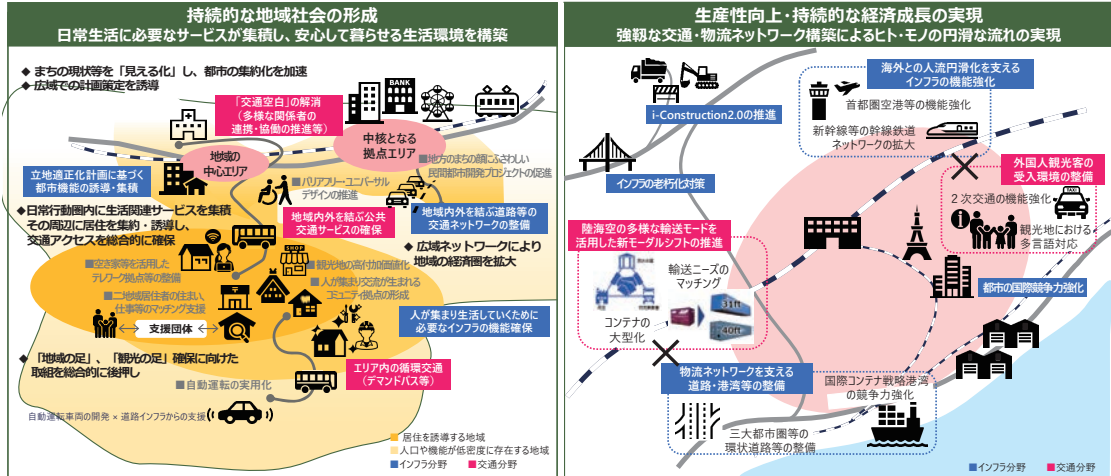 持続的な地域社会の形成
日常生活に必要なサービスが集積し、安心して暮らせる生活環境を構築
◆ まちの現状等を「見える化」し、都市の集約化を加速
◆ 広域での計画策定を誘導
「交通空白」の解消
(多様な関係者の
連携・協働の推進等)
BANK
中核となる
拠点エリア
地域の
中心エリア
立地適正化計画に基づく
都市機能の誘導・集積
■バリアフリー・ユニバーサル
デザインの推進
■地方のまちの顔にふさわしい
民間都市開発プロジェクトの促進
◆日常行動圏内に生活関連サービスを集積
その周辺に居住を集約・誘導し、
交通アクセスを総合的に確保
地域内外を結ぶ公共
交通サービスの確保
地域内外を結ぶ道路等の
交通ネットワークの整備
◆ 広域ネットワークにより
地域の経済圏を拡大
SHOP
■空き家等を活用した
テレワーク拠点等の整備
■観光地の高付加価値化
■人が集まり交流が生まれる
コミュニティ拠点の形成
■二地域居住者の住まい、
仕事等のマッチング支援
支援団体
人が集まり生活していくために
必要なインフラの機能確保
◆ 「地域の足」、「観光の足」確保に向けた
取組を総合的に後押し
エリア内の循環交通
(デマンドバス等)
■自動運転の実用化
自動運転車両の開発 × 道路インフラからの支援
■居住を誘導する地域
■人口や機能が低密度に存在する地域
■インフラ分野 ■交通分野
生産性向上・持続的な経済成長の実現
強靱な交通・物流ネットワーク構築によるヒト・モノの円滑な流れの実現
i-Construction2.0の推進
海外との人流円滑化を支える
インフラの機能強化
首都圏空港等の機能強化
新幹線等の幹線鉄道
ネットワークの拡大
インフラの老朽化対策
外国人観光客の
受入環境の整備
2 次交通の機能強化
TAXI
観光地における
多言語対応
陸海空の多様な輸送モードを
活用した新モーダルシフトの推進
輸送ニーズの
マッチング
31ft
40ft
コンテナの
大型化
都市の国際競争力強化
物流ネットワークを支える
道路・港湾等の整備
国際コンテナ戦略港湾
の競争力強化
三大都市圏等の
環状道路等の整備
■インフラ分野 ■交通分野